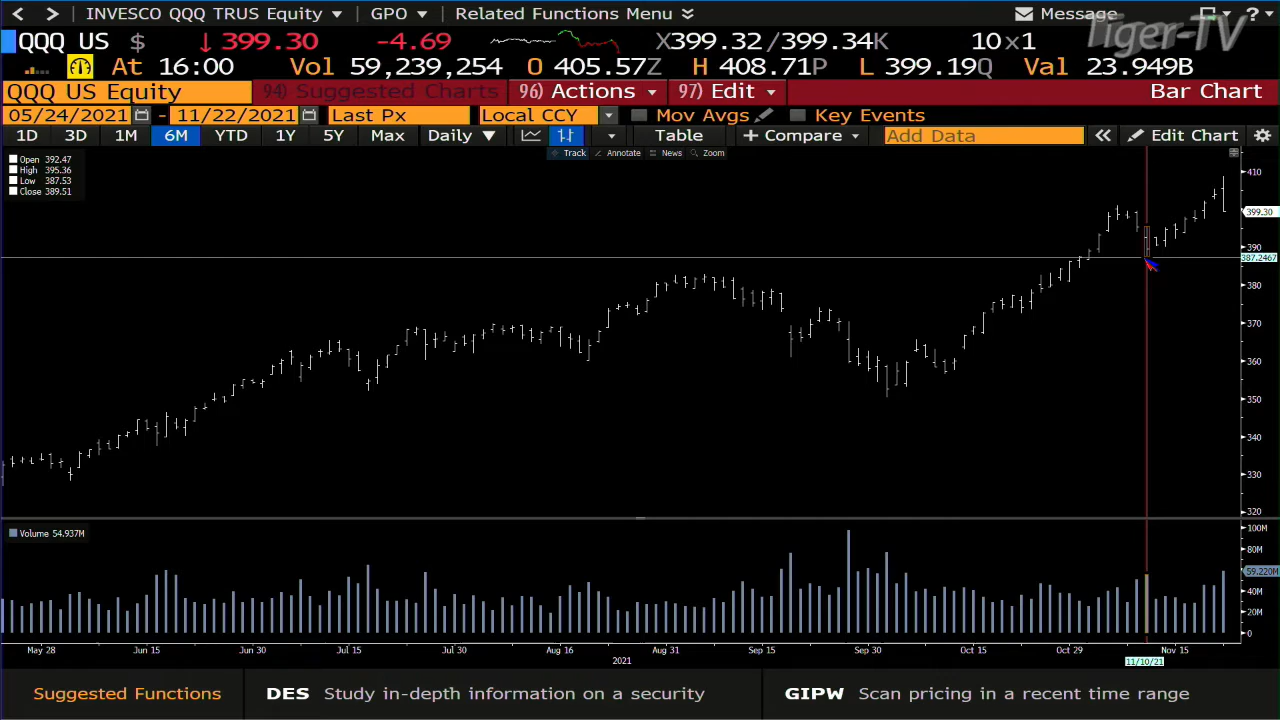 INVESCO QQQ TRUS Equity GPO Related Functions Menu Message ?
Tiger-TV
QQQ US $ ↓399.30 -4.69 X399.32/399.34K 10x1
At 16:00 Vol 59,239,254 O 405.57Z H 408.71P L 399.19Q Val 23.949B
QQQ US Equity 94) Suggested Charts 96) Actions 97) Edit Bar Chart
05/24/2021 - 11/22/2021 Last Px Local CCY Mov Avgs Key Events
1D 3D 1M 6M YTD 1Y 5Y Max Daily ▼ Table + Compare Add Data « Edit Chart
Track Annotate News Zoom
Open 392.47
High 395.36
Low 387.53
Close 389.51
410
399.30
390
387.2467
380
370
360
350
340
330
320
Volume 54.937M
100M
80M
59.220M
40M
20M
0
May 28 Jun 15 Jun 30 Jul 15 Jul 30 Aug 16 Aug 31 Sep 15 Sep 30 Oct 15 Oct 29 Nov 15
2021 11/10/21
Suggested Functions DES Study in-depth information on a security GIPW Scan pricing in a recent time range